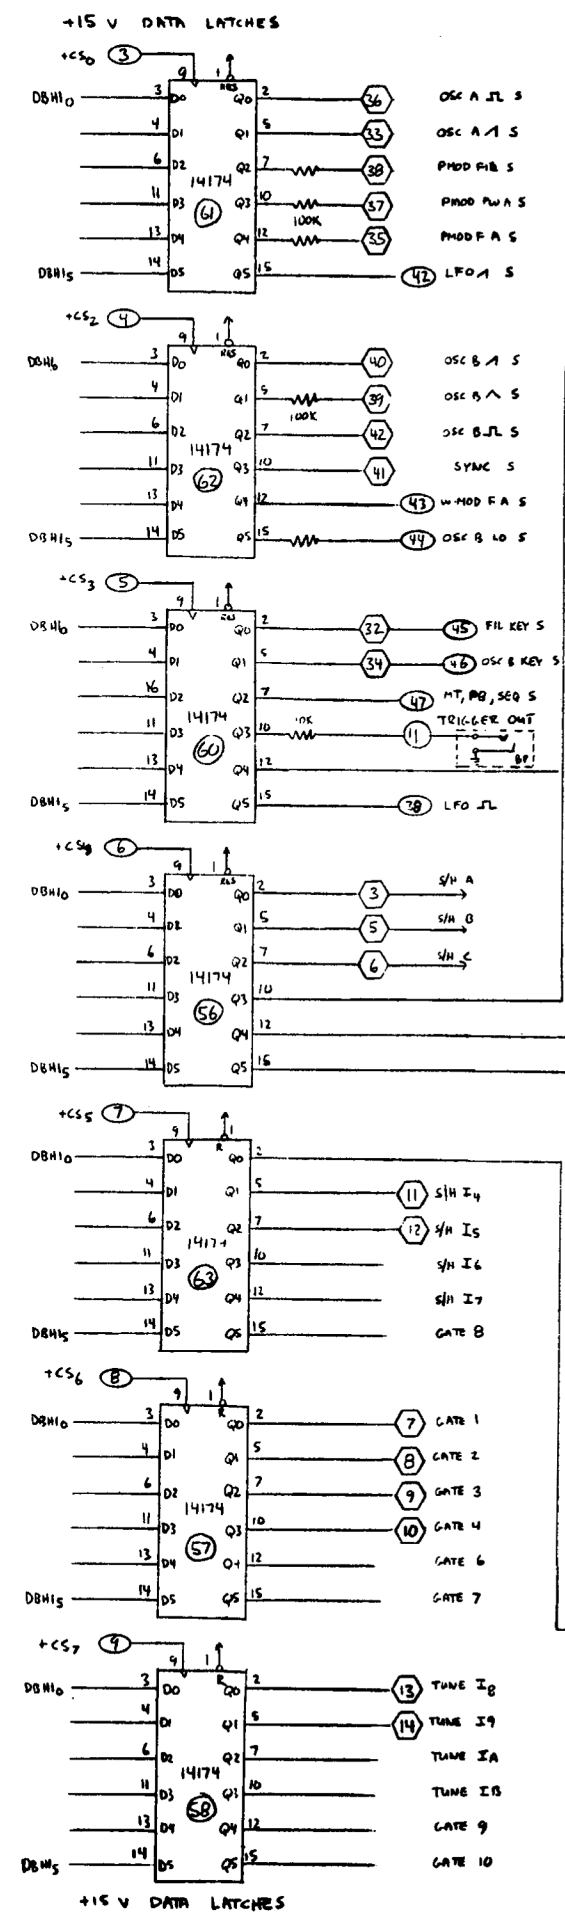 +15 V DATA LATCHES
+CS0 3
9 1 RES
DBHI0 3 D0 Q0 2 36 OSC A ⊓ S
4 D1 Q1 5 33 OSC A ⩘ S
6 D2 Q2 7 38 PMOD FIL S
14174
11 D3 Q3 10 37 PMOD PW A S
61 100K
13 D4 Q4 12 35 PMOD F A S
DBHI5 14 D5 Q5 15 42 LFO S
+CS2 4
9 1 RES
DBHI0 3 D0 Q0 2 40 OSC B S
4 D1 Q1 5 39 OSC B S
100K
6 D2 Q2 7 42 OSC B S
14174
11 D3 Q3 10 41 SYNC S
62
13 D4 Q4 12 43 W-MOD F A S
DBHI5 14 D5 Q5 15 44 OSC B LO S
+CS3 5
9 1 RES
DBHI0 3 D0 Q0 2 32 45 FIL KEY S
4 D1 Q1 5 34 46 OSC B KEY S
16 D2 Q2 7 47 MT, PB, SEQ S
14174 TRIGGER OUT
11 D3 Q3 10 10K 11
60 BP
13 D4 Q4 12
DBHI5 14 D5 Q5 15 38 LFO
+CS4 6
9 1 RES
DBHI0 3 D0 Q0 2 3 S/H A
4 D1 Q1 5 5 S/H B
6 D2 Q2 7 6 S/H C
14174
11 D3 Q3 10
56
13 D4 Q4 12
DBHI5 14 D5 Q5 15
+CS5 7
9 R 1
DBHI0 3 D0 Q0 2
4 D1 Q1 5 11 S/H I4
6 D2 Q2 7 12 S/H I5
14174
11 D3 Q3 10 S/H I6
63
13 D4 Q4 12 S/H I7
DBHI5 14 D5 Q5 15 GATE 8
+CS6 8
9 1 R
DBHI0 3 D0 Q0 2 7 GATE 1
4 D1 Q1 5 8 GATE 2
6 D2 Q2 7 9 GATE 3
14174
11 D3 Q3 10 10 GATE 4
57
13 D4 Q4 12 GATE 6
DBHI5 14 D5 Q5 15 GATE 7
+CS7 9
9 1 R
DBHI0 3 D0 Q0 2 13 TUNE I8
4 D1 Q1 5 14 TUNE I9
6 D2 Q2 7 TUNE IA
14174
11 D3 Q3 10 TUNE IB
58
13 D4 Q4 12 GATE 9
DBHI5 14 D5 Q5 15 GATE 10
+15 V DATA LATCHES